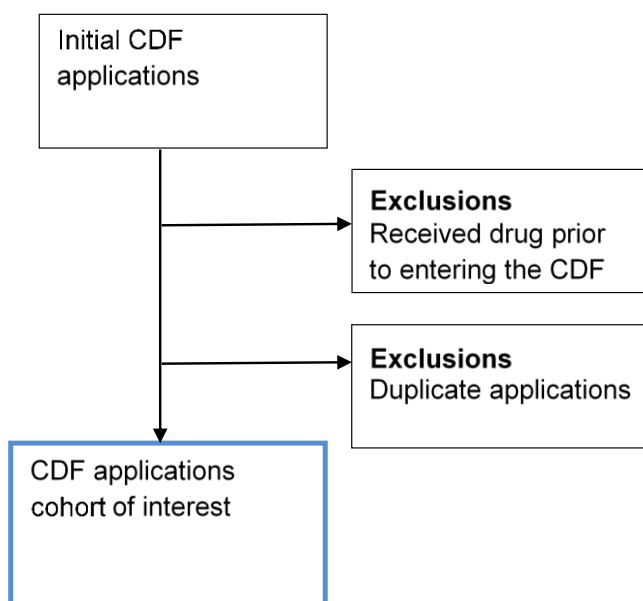 Initial CDF
applications
Exclusions
Received drug prior
to entering the CDF
Exclusions
Duplicate applications
CDF applications
cohort of interest